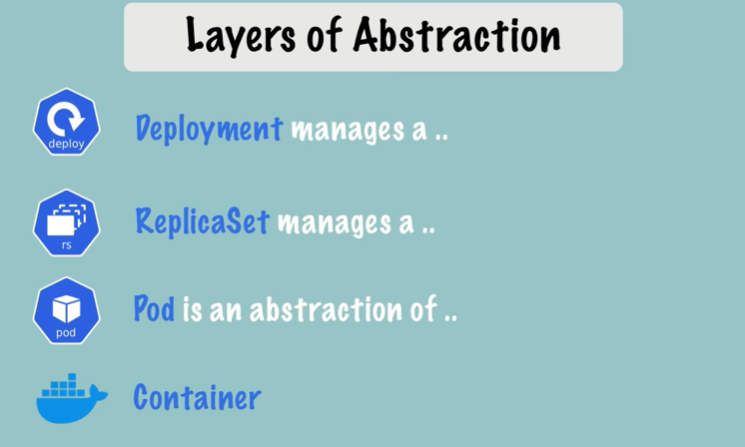 Layers of Abstraction
deploy
Deployment manages a ..
rs
ReplicaSet manages a ..
pod
Pod is an abstraction of ..
Container